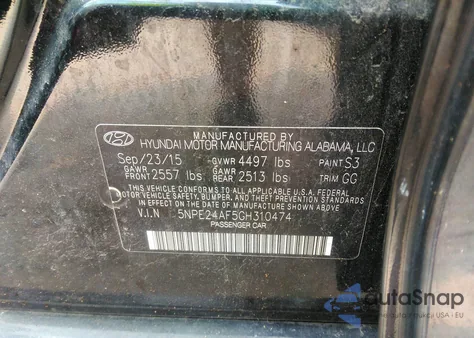 MANUFACTURED BY
HYUNDAI MOTOR MANUFACTURING ALABAMA, LLC
Sep/23/15 GVWR 4497 lbs PAINT S3
GAWR FRONT 2557 lbs GAWR REAR 2513 lbs TRIM GG
THIS VEHICLE CONFORMS TO ALL APPLICABLE U.S. FEDERAL
MOTOR VEHICLE SAFETY, BUMPER, AND THEFT PREVENTION STANDARDS
IN EFFECT ON THE DATE OF MANUFACTURE SHOWN ABOVE.
V.I.N 5NPE24AF5GH310474
PASSENGER CAR
autoSnap
USA i EU